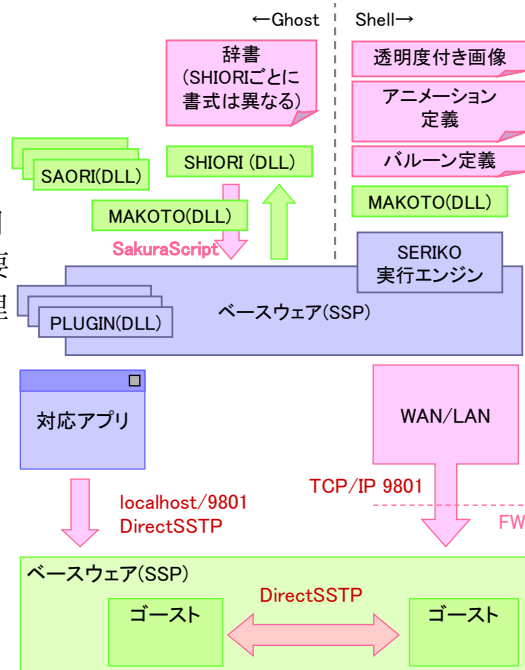 ←Ghost
Shell→
辞書
(SHIORIごとに
書式は異なる)
透明度付き画像
アニメーション
定義
バルーン定義
SAORI(DLL)
SHIORI (DLL)
MAKOTO(DLL)
MAKOTO(DLL)
SakuraScript
SERIKO
実行エンジン
ベースウェア(SSP)
PLUGIN(DLL)
理
対応アプリ
WAN/LAN
localhost/9801
DirectSSTP
TCP/IP 9801
FW
ベースウェア(SSP)
ゴースト
DirectSSTP
ゴースト